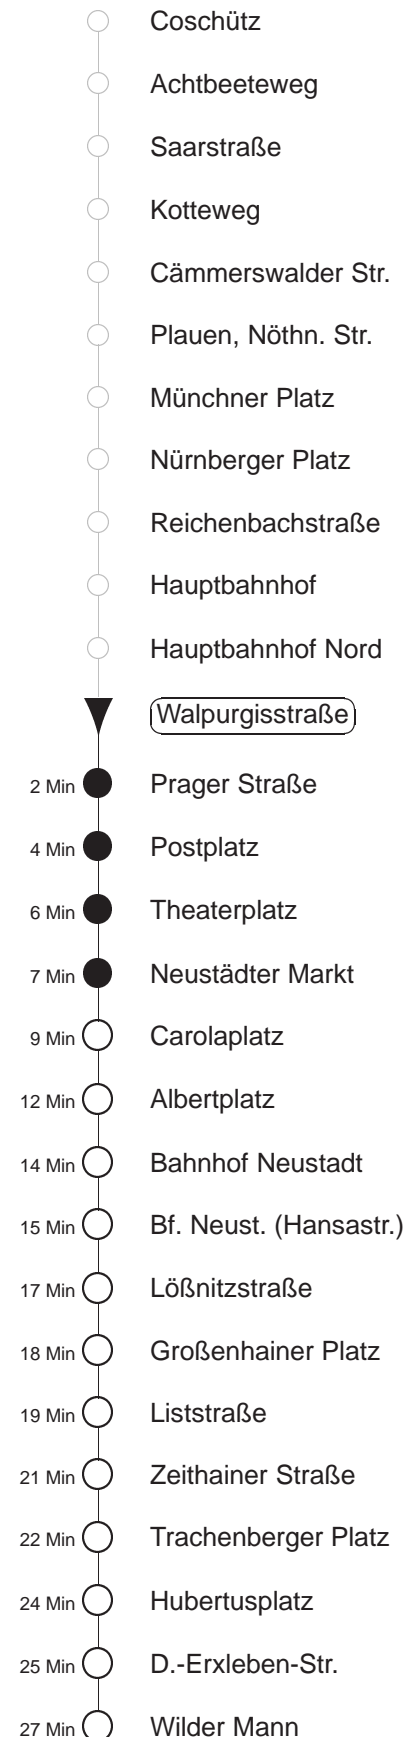 Coschütz
Achtbeeteweg
Saarstraße
Kotteweg
Cämmerswalder Str.
Plauen, Nöthn. Str.
Münchner Platz
Nürnberger Platz
Reichenbachstraße
Hauptbahnhof
Hauptbahnhof Nord
Walpurgisstraße
2 Min Prager Straße
4 Min Postplatz
6 Min Theaterplatz
7 Min Neustädter Markt
9 Min Carolaplatz
12 Min Albertplatz
14 Min Bahnhof Neustadt
15 Min Bf. Neust. (Hansastr.)
17 Min Lößnitzstraße
18 Min Großenhainer Platz
19 Min Liststraße
21 Min Zeithainer Straße
22 Min Trachenberger Platz
24 Min Hubertusplatz
25 Min D.-Erxleben-Str.
27 Min Wilder Mann